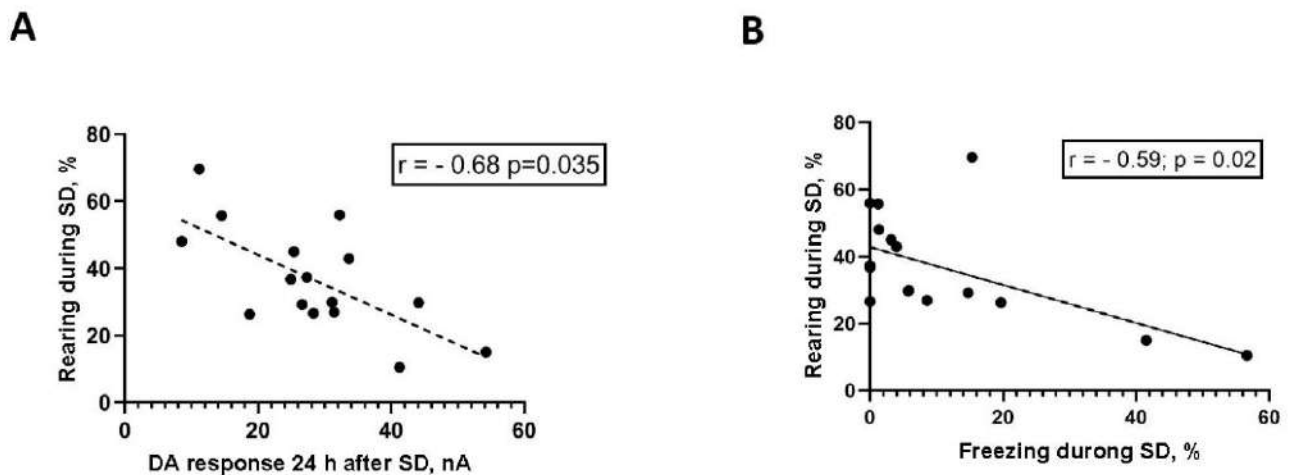 A
Rearing during SD, %
80
60
40
20
0
r = - 0.68 p=0.035
0 20 40 60
DA response 24 h after SD, nA
B
Rearing during SD, %
80
60
40
20
0
r = - 0.59; p = 0.02
0 20 40 60
Freezing durong SD, %